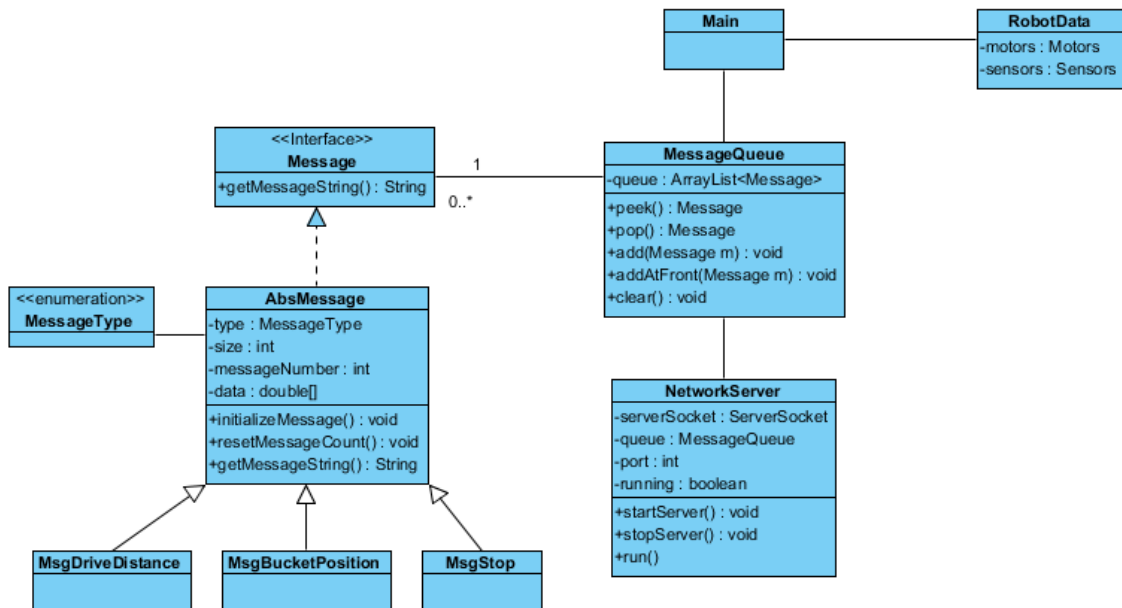 Main
RobotData
-motors : Motors
-sensors : Sensors
<<Interface>>
Message
+getMessageString() : String
1
0..*
MessageQueue
-queue : ArrayList<Message>
+peek() : Message
+pop() : Message
+add(Message m) : void
+addAtFront(Message m) : void
+clear() : void
<<enumeration>>
MessageType
AbsMessage
-type : MessageType
-size : int
-messageNumber : int
-data : double[]
+initializeMessage() : void
+resetMessageCount() : void
+getMessageString() : String
NetworkServer
-serverSocket : ServerSocket
-queue : MessageQueue
-port : int
-running : boolean
+startServer() : void
+stopServer() : void
+run()
MsgDriveDistance
MsgBucketPosition
MsgStop